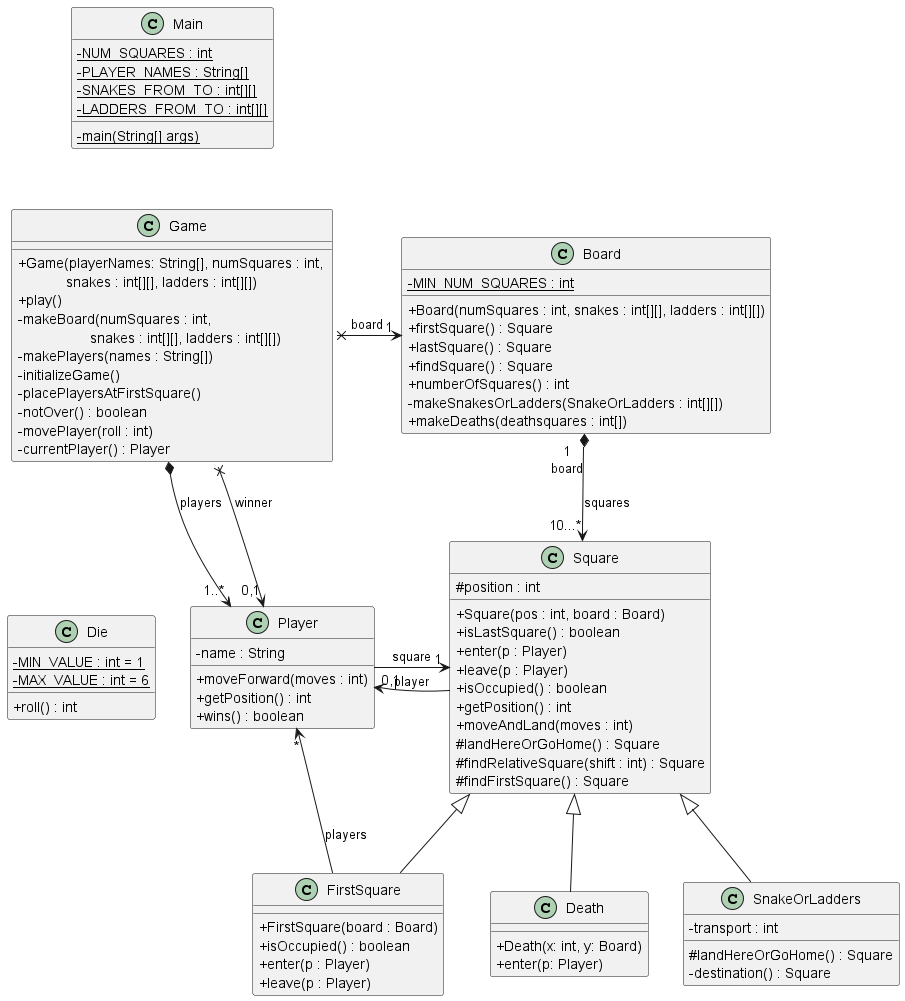 C Main
-NUM_SQUARES : int
-PLAYER_NAMES : String[]
-SNAKES_FROM_TO : int[][]
-LADDERS_FROM_TO : int[][]
-main(String[] args)
C Game
+Game(playerNames: String[], numSquares : int,
snakes : int[][], ladders : int[][])
+play()
-makeBoard(numSquares : int,
snakes : int[][], ladders : int[][])
-makePlayers(names : String[])
-initializeGame()
-placePlayersAtFirstSquare()
-notOver() : boolean
-movePlayer(roll : int)
-currentPlayer() : Player
board 1
C Board
-MIN_NUM_SQUARES : int
+Board(numSquares : int, snakes : int[][], ladders : int[][])
+firstSquare() : Square
+lastSquare() : Square
+findSquare() : Square
+numberOfSquares() : int
-makeSnakesOrLadders(SnakeOrLadders : int[][])
+makeDeaths(deathsquares : int[])
1
board
players
winner
squares
10...*
1..*
0,1
C Die
-MIN_VALUE : int = 1
-MAX_VALUE : int = 6
+roll() : int
C Player
-name : String
+moveForward(moves : int)
+getPosition() : int
+wins() : boolean
square 1
0,1
player
C Square
#position : int
+Square(pos : int, board : Board)
+isLastSquare() : boolean
+enter(p : Player)
+leave(p : Player)
+isOccupied() : boolean
+getPosition() : int
+moveAndLand(moves : int)
#landHereOrGoHome() : Square
#findRelativeSquare(shift : int) : Square
#findFirstSquare() : Square
*
players
C FirstSquare
+FirstSquare(board : Board)
+isOccupied() : boolean
+enter(p : Player)
+leave(p : Player)
C Death
+Death(x: int, y: Board)
+enter(p: Player)
C SnakeOrLadders
-transport : int
#landHereOrGoHome() : Square
-destination() : Square